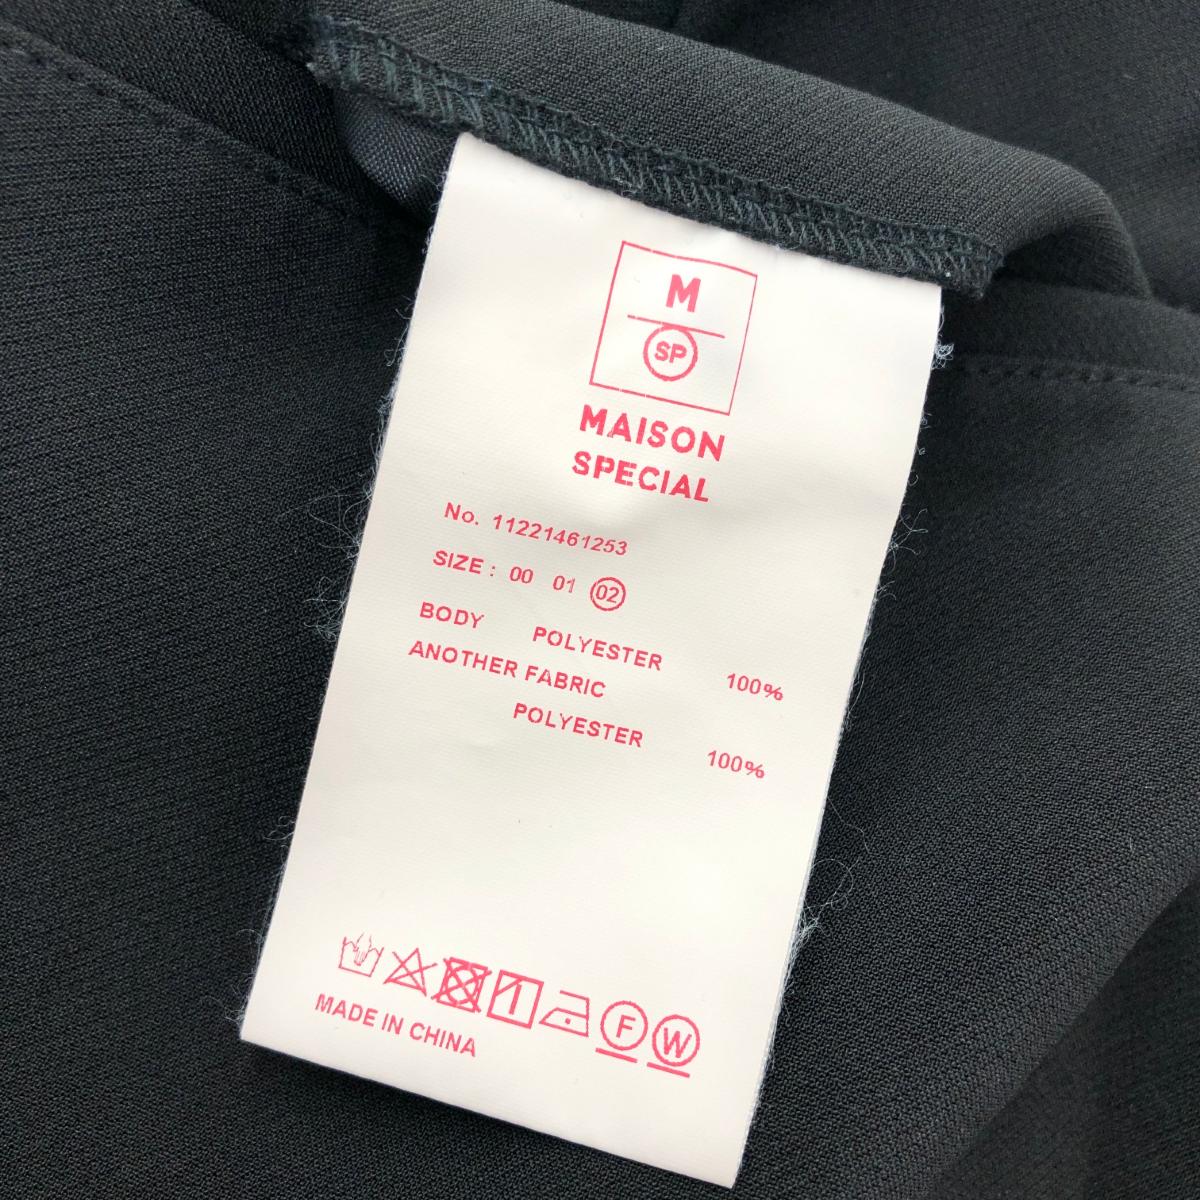 M
SP
MAISON
SPECIAL
No. 11221461253
SIZE : 00 01 02
BODY POLYESTER 100%
ANOTHER FABRIC
POLYESTER 100%
F W
MADE IN CHINA